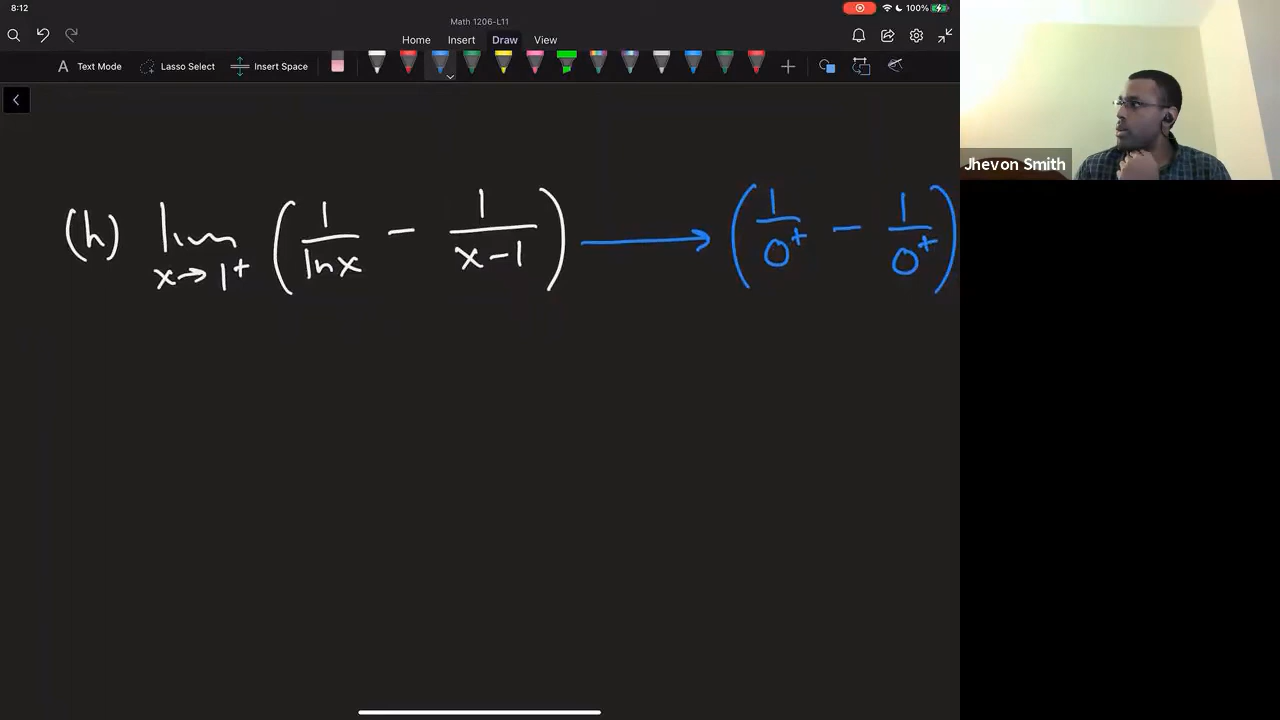 8:12
100%
Math 1206-L11
Home Insert Draw View
Text Mode Lasso Select Insert Space
Jhevon Smith
(h) lim x→1⁺ (1/ln x − 1/(x−1)) ⟶ (1/0⁺ − 1/0⁺)